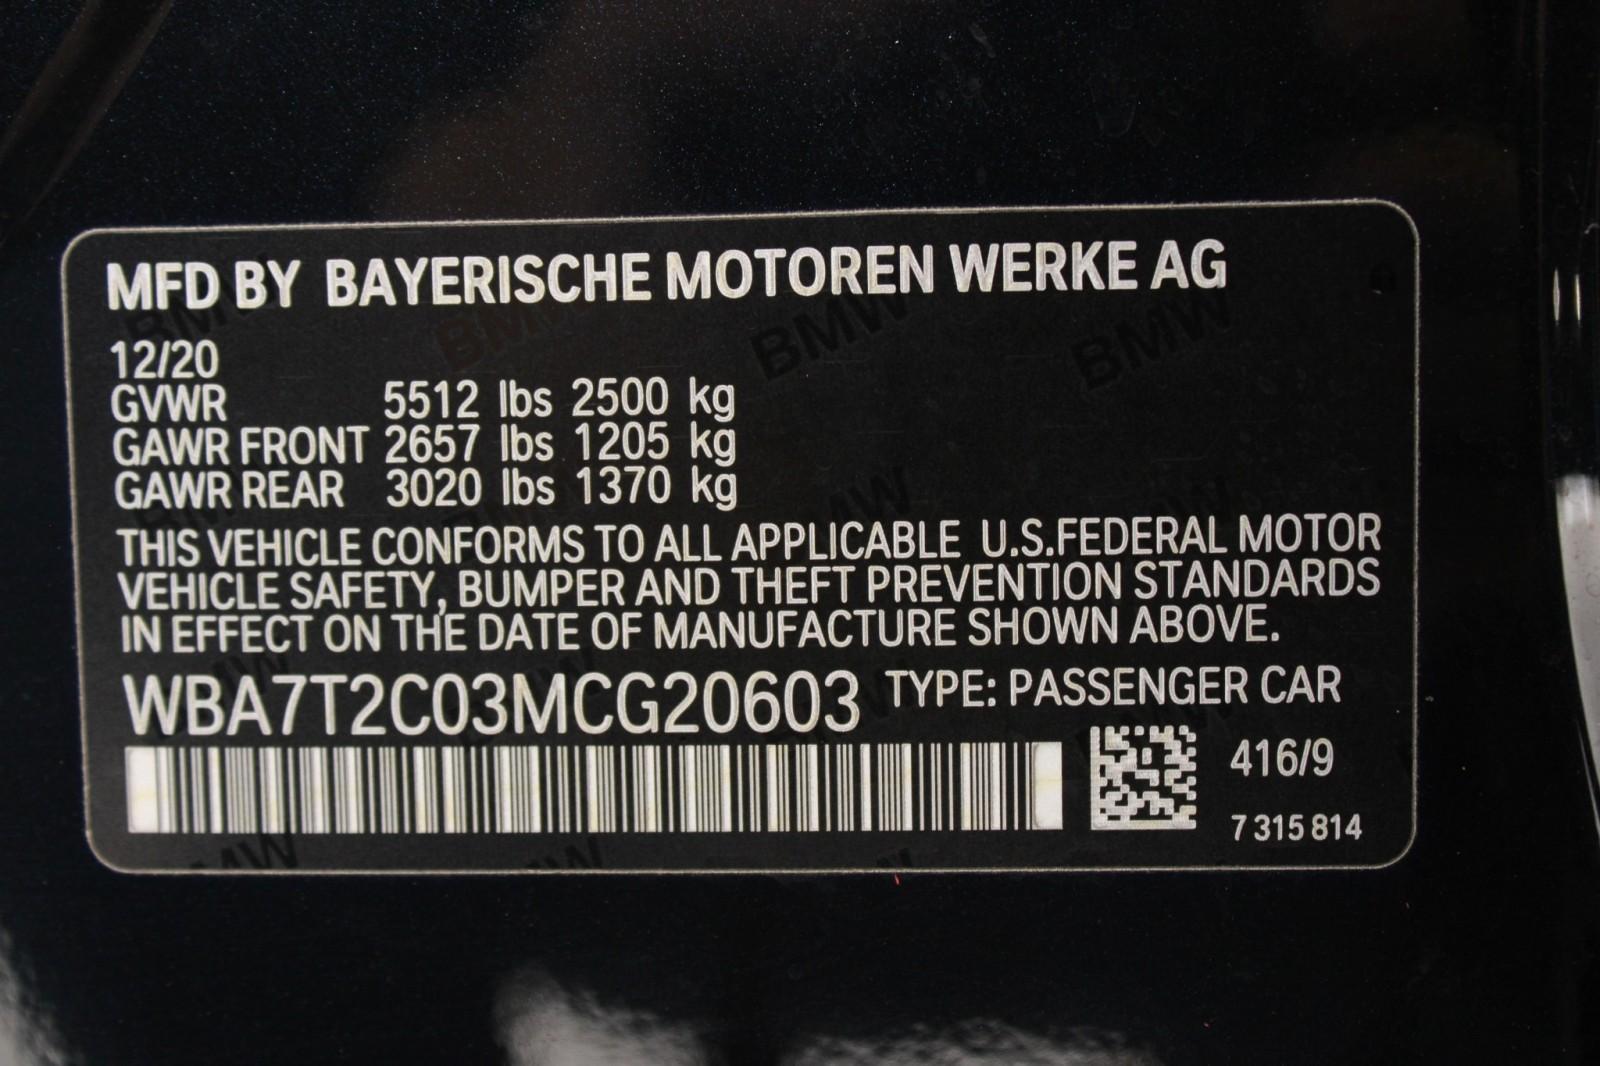 MFD BY BAYERISCHE MOTOREN WERKE AG
12/20
GVWR 5512 lbs 2500 kg
GAWR FRONT 2657 lbs 1205 kg
GAWR REAR 3020 lbs 1370 kg
THIS VEHICLE CONFORMS TO ALL APPLICABLE U.S.FEDERAL MOTOR
VEHICLE SAFETY, BUMPER AND THEFT PREVENTION STANDARDS
IN EFFECT ON THE DATE OF MANUFACTURE SHOWN ABOVE.
WBA7T2C03MCG20603 TYPE: PASSENGER CAR
416/9
7 315 814